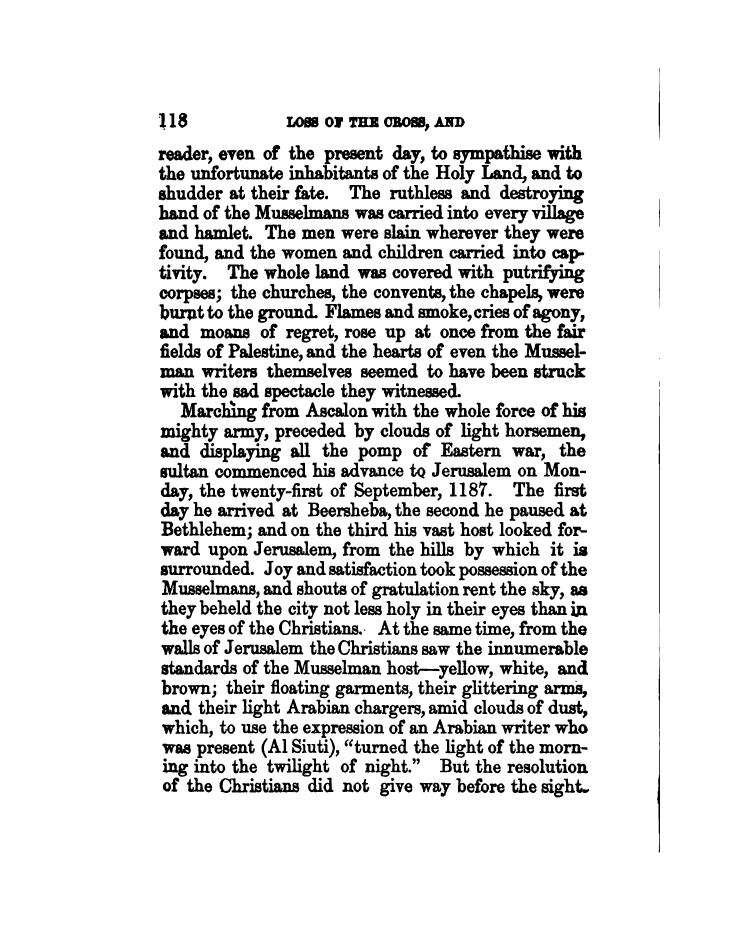 118 LOSS OF THE CROSS, AND
reader, even of the present day, to sympathise with
the unfortunate inhabitants of the Holy Land, and to
shudder at their fate. The ruthless and destroying
hand of the Musselmans was carried into every village
and hamlet. The men were slain wherever they were
found, and the women and children carried into cap-
tivity. The whole land was covered with putrifying
corpses; the churches, the convents, the chapels, were
burnt to the ground. Flames and smoke, cries of agony,
and moans of regret, rose up at once from the fair
fields of Palestine, and the hearts of even the Mussel-
man writers themselves seemed to have been struck
with the sad spectacle they witnessed.
Marching from Ascalon with the whole force of his
mighty army, preceded by clouds of light horsemen,
and displaying all the pomp of Eastern war, the
sultan commenced his advance to Jerusalem on Mon-
day, the twenty-first of September, 1187. The first
day he arrived at Beersheba, the second he paused at
Bethlehem; and on the third his vast host looked for-
ward upon Jerusalem, from the hills by which it is
surrounded. Joy and satisfaction took possession of the
Musselmans, and shouts of gratulation rent the sky, as
they beheld the city not less holy in their eyes than in
the eyes of the Christians. At the same time, from the
walls of Jerusalem the Christians saw the innumerable
standards of the Musselman host—yellow, white, and
brown; their floating garments, their glittering arms,
and their light Arabian chargers, amid clouds of dust,
which, to use the expression of an Arabian writer who
was present (Al Siuti), “turned the light of the morn-
ing into the twilight of night.” But the resolution
of the Christians did not give way before the sight.